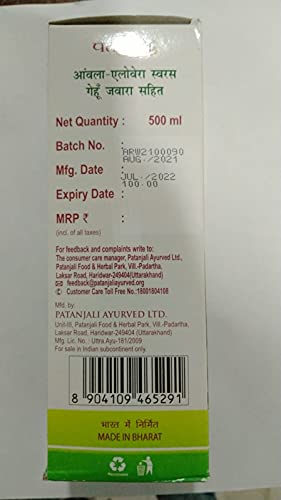 आंवला-एलोवेरा स्वरस
गेहूँ जवारा सहित
Net Quantity : 500 ml
Batch No. : ARW2100090
AUG./2021
Mfg. Date :
JUL./2022
Expiry Date : 100.00
MRP ₹ :
(incl. of all taxes)
For feedback and complaints write to:
The consumer care manager, Patanjali Ayurved Ltd.,
Patanjali Food & Herbal Park, Vill.-Padartha,
Laksar Road, Haridwar-249404(Uttarakhand)
feedback@patanjaliayurved.org
Customer Care Toll Free No.:18001804108
Mfd. by:
PATANJALI AYURVED LTD.
Unit-III, Patanjali Food & Herbal Park, Vill.-Padartha,
Laksar Road, Haridwar-249404 (Uttarakhand) Bharat
Mfg. Lic. No.: Uttra.Ayu-181/2009
For sale in Indian subcontinent only.
8 904109 465291
भारत में निर्मित
MADE IN BHARAT